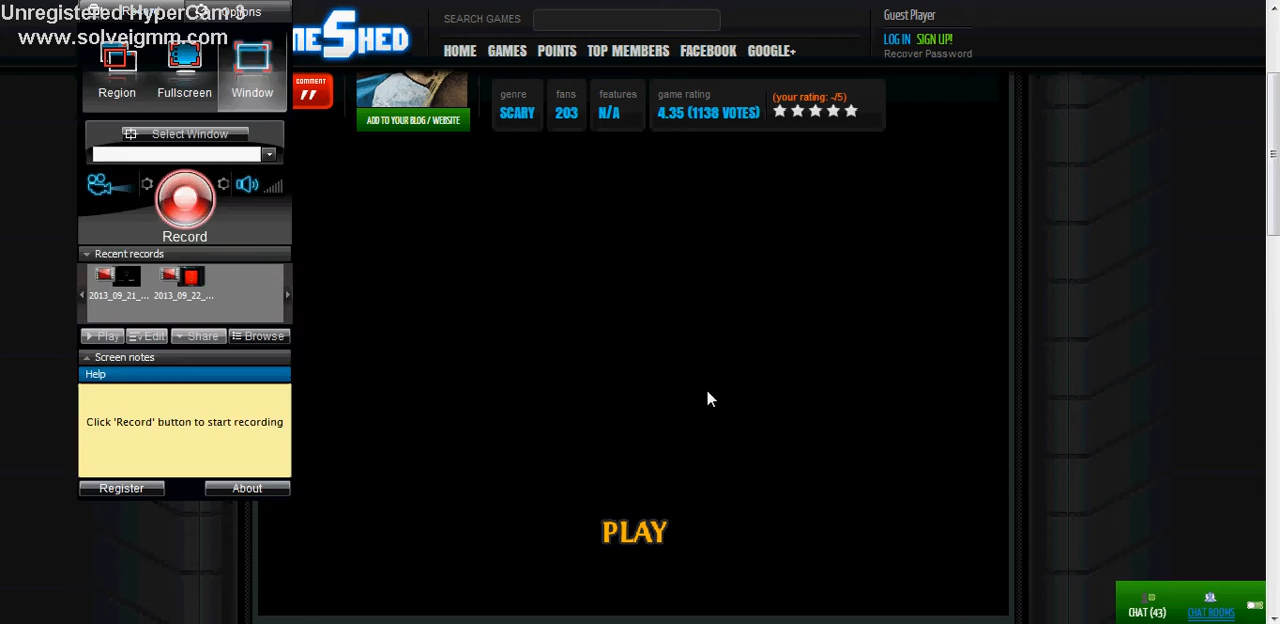 Unregistered HyperCam 3
Options
www.solveigmm.com
Region
Fullscreen
Window
Select Window
Record
Recent records
2013_09_21_...
2013_09_22_...
Play
Edit
Share
Browse
Screen notes
Help
Click 'Record' button to start recording
Register
About
SEARCH GAMES
HOME
GAMES
POINTS
TOP MEMBERS
FACEBOOK
GOOGLE+
Guest Player
LOG IN SIGN UP!
Recover Password
COMMENT
ADD TO YOUR BLOG / WEBSITE
genre
SCARY
fans
203
features
N/A
game rating
4.35 (1138 VOTES)
(your rating: -/5)
PLAY
CHAT (43)
CHAT ROOMS